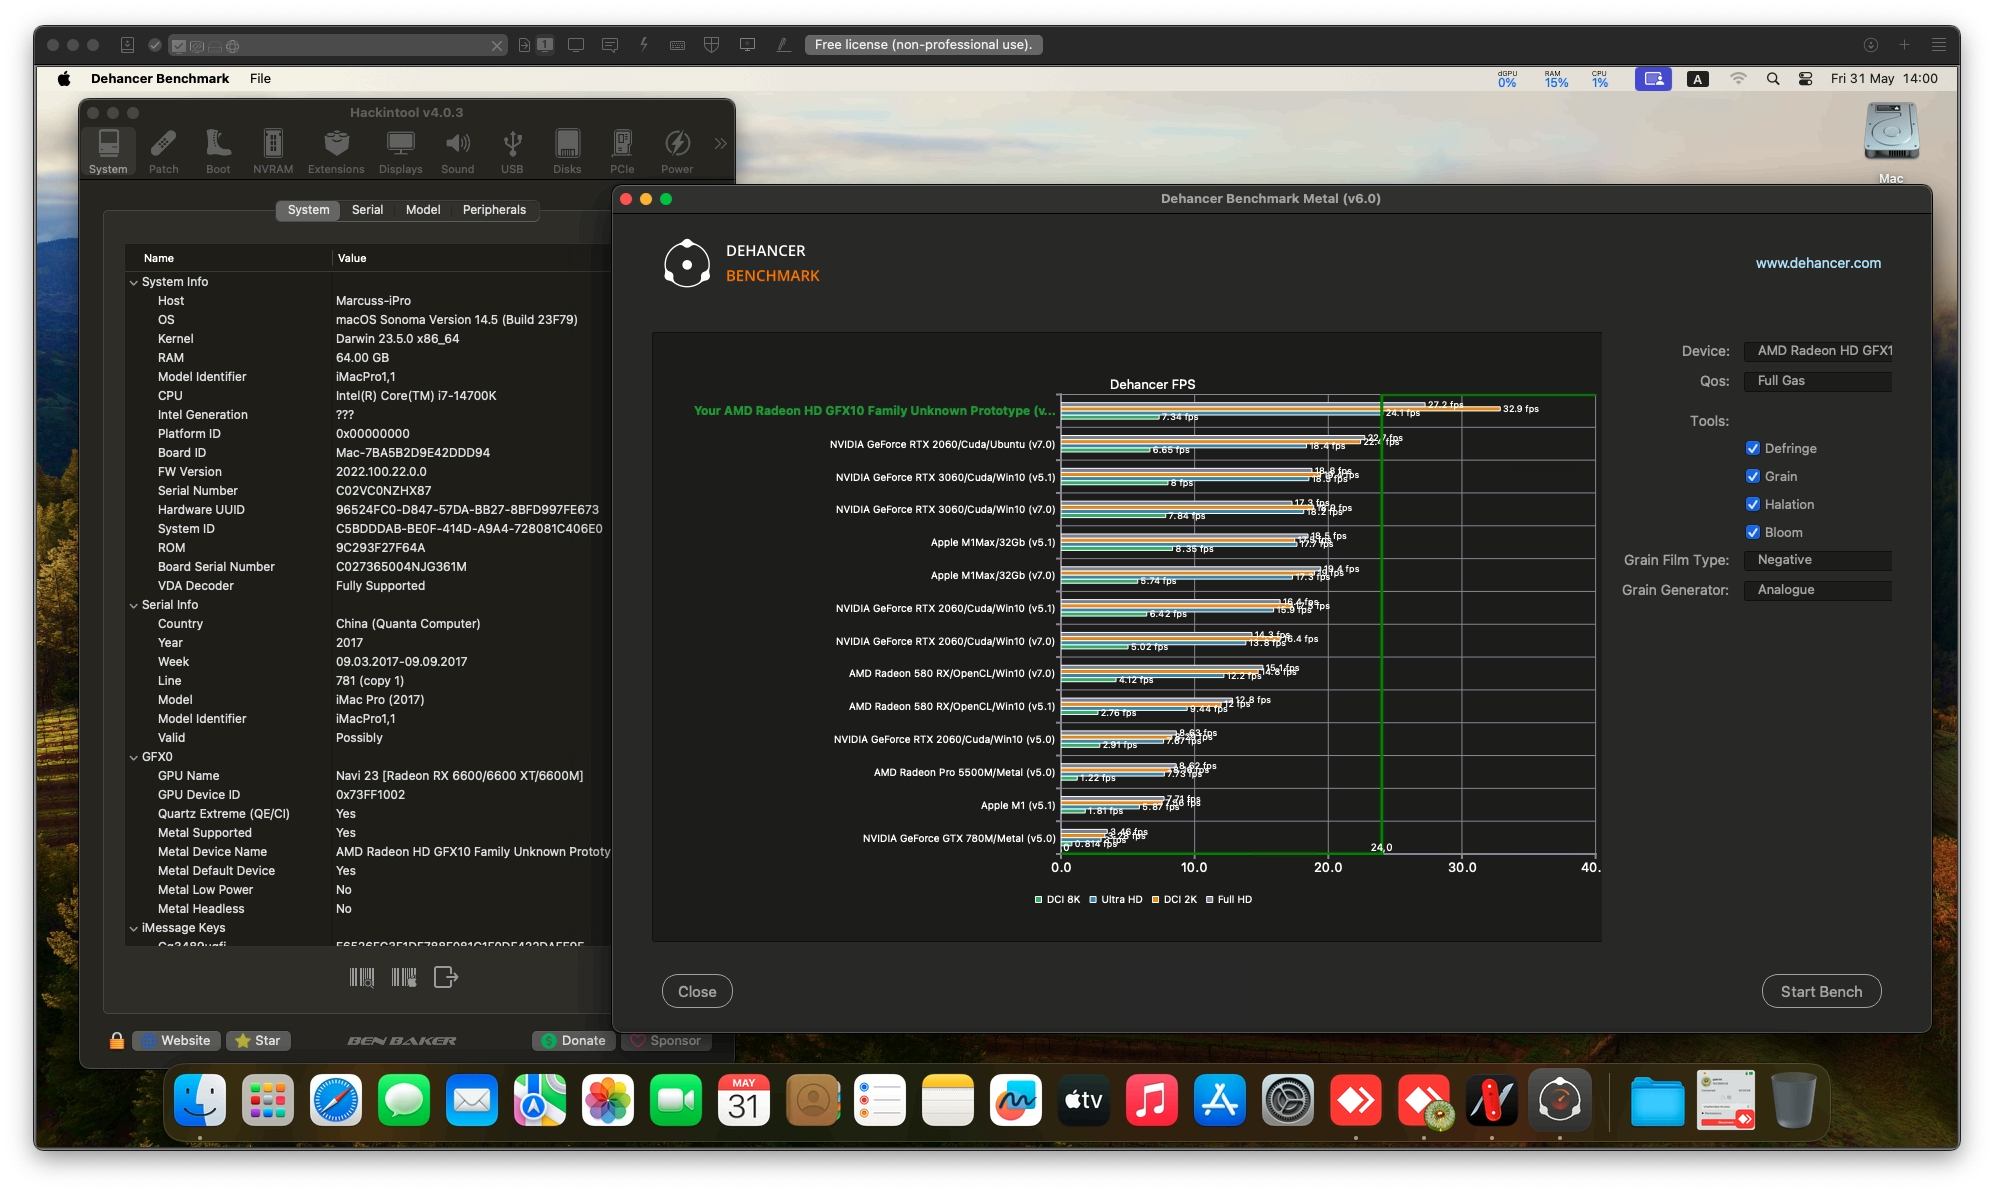 1
Free license (non-professional use).
Dehancer Benchmark File
dGPU 0% RAM 15% CPU 1% A Fri 31 May 14:00
Mac
Hackintool v4.0.3
System Patch Boot NVRAM Extensions Displays Sound USB Disks PCIe Power
System Serial Model Peripherals
Name Value
System Info
Host Marcuss-iPro
OS macOS Sonoma Version 14.5 (Build 23F79)
Kernel Darwin 23.5.0 x86_64
RAM 64.00 GB
Model Identifier iMacPro1,1
CPU Intel(R) Core(TM) i7-14700K
Intel Generation ???
Platform ID 0x00000000
Board ID Mac-7BA5B2D9E42DDD94
FW Version 2022.100.22.0.0
Serial Number C02VC0NZHX87
Hardware UUID 96524FC0-D847-57DA-BB27-8BFD997FE673
System ID C5BDDDAB-BE0F-414D-A9A4-728081C406E0
ROM 9C293F27F64A
Board Serial Number C027365004NJG361M
VDA Decoder Fully Supported
Serial Info
Country China (Quanta Computer)
Year 2017
Week 09.03.2017-09.09.2017
Line 781 (copy 1)
Model iMac Pro (2017)
Model Identifier iMacPro1,1
Valid Possibly
GFX0
GPU Name Navi 23 [Radeon RX 6600/6600 XT/6600M]
GPU Device ID 0x73FF1002
Quartz Extreme (QE/CI) Yes
Metal Supported Yes
Metal Device Name AMD Radeon HD GFX10 Family Unknown Prototy
Metal Default Device Yes
Metal Low Power No
Metal Headless No
iMessage Keys
Website Star BEN BAKER Donate Sponsor
Dehancer Benchmark Metal (v6.0)
DEHANCER
BENCHMARK
www.dehancer.com
Dehancer FPS
Your AMD Radeon HD GFX10 Family Unknown Prototype (v... 27.2 fps 32.9 fps 24.1 fps 7.34 fps
NVIDIA GeForce RTX 2060/Cuda/Ubuntu (v7.0) 22.7 fps 18.4 fps 6.65 fps
NVIDIA GeForce RTX 3060/Cuda/Win10 (v5.1) 18.8 fps 18.5 fps 8 fps
NVIDIA GeForce RTX 3060/Cuda/Win10 (v7.0) 17.3 fps 18.2 fps 7.84 fps
Apple M1Max/32Gb (v5.1) 18.5 fps 17.7 fps 8.35 fps
Apple M1Max/32Gb (v7.0) 19.4 fps 17.3 fps 5.74 fps
NVIDIA GeForce RTX 2060/Cuda/Win10 (v5.1) 16.4 fps 15.9 fps 6.42 fps
NVIDIA GeForce RTX 2060/Cuda/Win10 (v7.0) 14.3 fps 16.4 fps 13.8 fps 5.02 fps
AMD Radeon 580 RX/OpenCL/Win10 (v7.0) 15.1 fps 14.8 fps 12.2 fps 4.12 fps
AMD Radeon 580 RX/OpenCL/Win10 (v5.1) 12.8 fps 12 fps 9.44 fps 2.76 fps
NVIDIA GeForce RTX 2060/Cuda/Win10 (v5.0) 8.63 fps 7.67 fps 2.91 fps
AMD Radeon Pro 5500M/Metal (v5.0) 8.62 fps 7.73 fps 1.22 fps
Apple M1 (v5.1) 7.71 fps 5.87 fps 1.81 fps
NVIDIA GeForce GTX 780M/Metal (v5.0) 3.46 fps 0.814 fps
0 24,0
0.0 10.0 20.0 30.0 40.
DCI 8K Ultra HD DCI 2K Full HD
Device: AMD Radeon HD GFX1
Qos: Full Gas
Tools:
Defringe
Grain
Halation
Bloom
Grain Film Type: Negative
Grain Generator: Analogue
Close Start Bench
MAY
31
tv